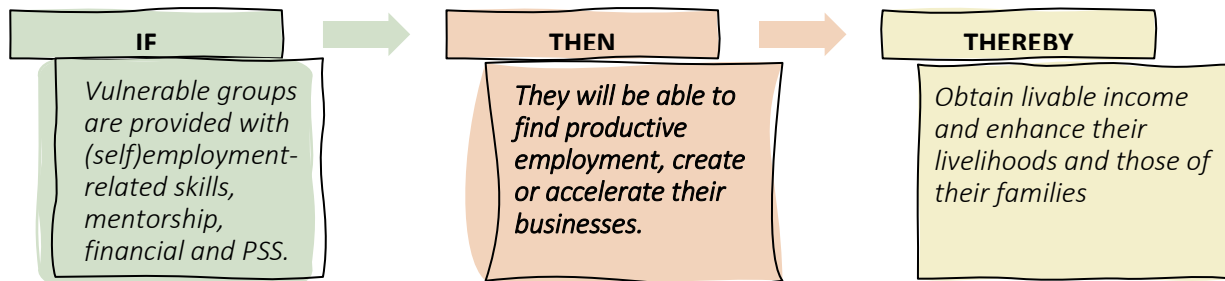 IF
Vulnerable groups
are provided with
(self)employment-
related skills,
mentorship,
financial and PSS.
THEN
They will be able to
find productive
employment, create
or accelerate their
businesses.
THEREBY
Obtain livable income
and enhance their
livelihoods and those of
their families